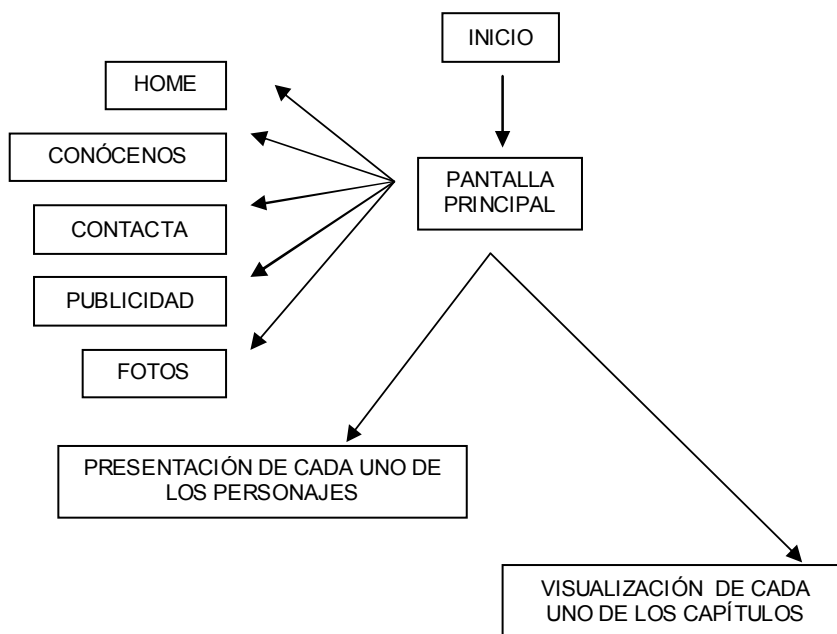 INICIO
HOME
CONÓCENOS
CONTACTA
PUBLICIDAD
FOTOS
PANTALLA
PRINCIPAL
PRESENTACIÓN DE CADA UNO DE
LOS PERSONAJES
VISUALIZACIÓN DE CADA
UNO DE LOS CAPÍTULOS